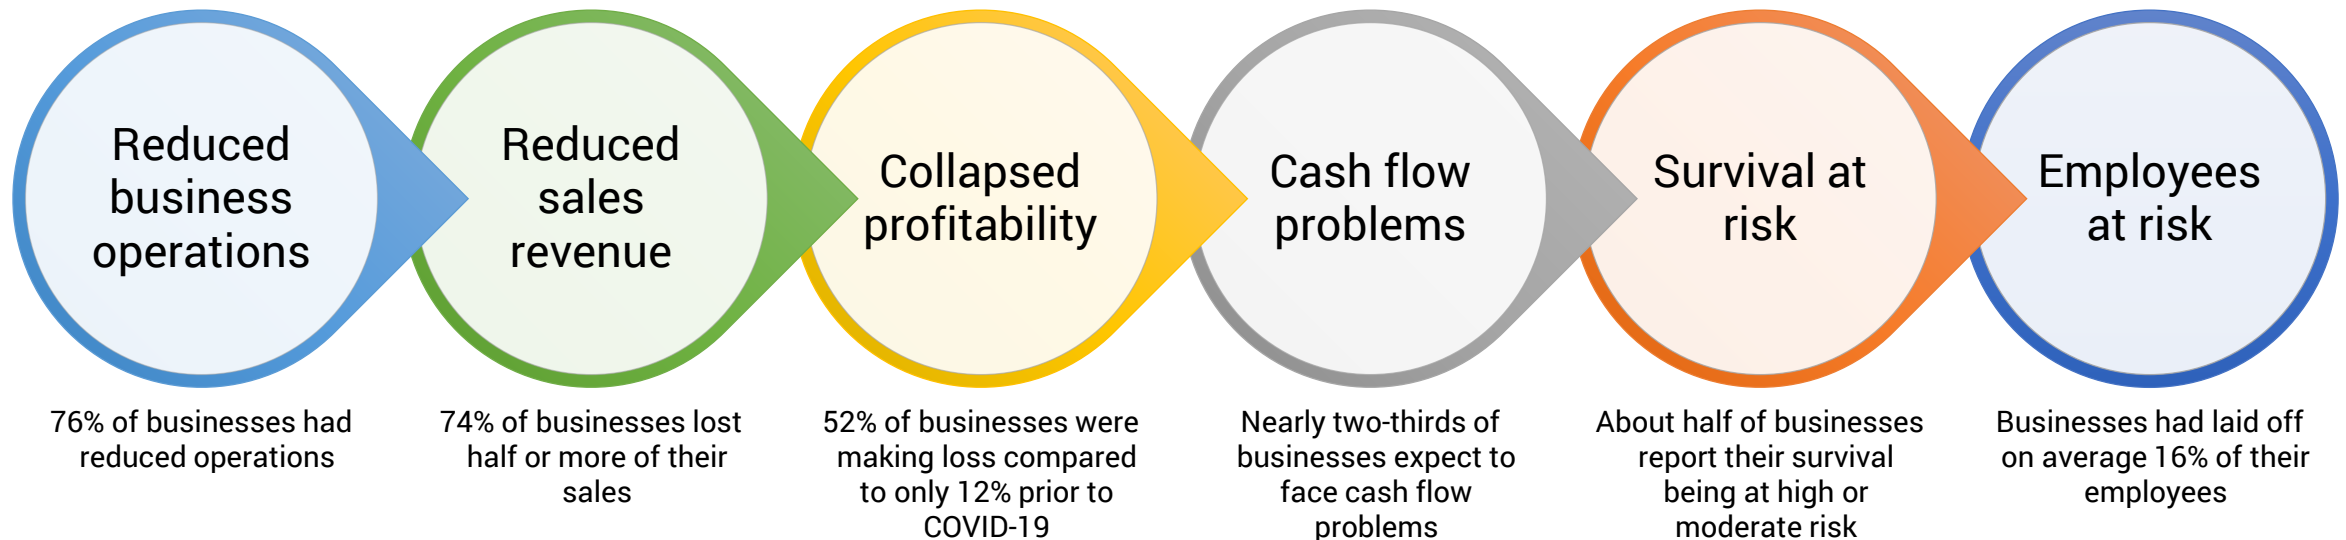 Reduced
business
operations
Reduced
sales
revenue
Collapsed
profitability
Cash flow
problems
Survival at
risk
Employees
at risk
76% of businesses had
reduced operations
74% of businesses lost
half or more of their
sales
52% of businesses were
making loss compared
to only 12% prior to
COVID-19
Nearly two-thirds of
businesses expect to
face cash flow
problems
About half of businesses
report their survival
being at high or
moderate risk
Businesses had laid off
on average 16% of their
employees